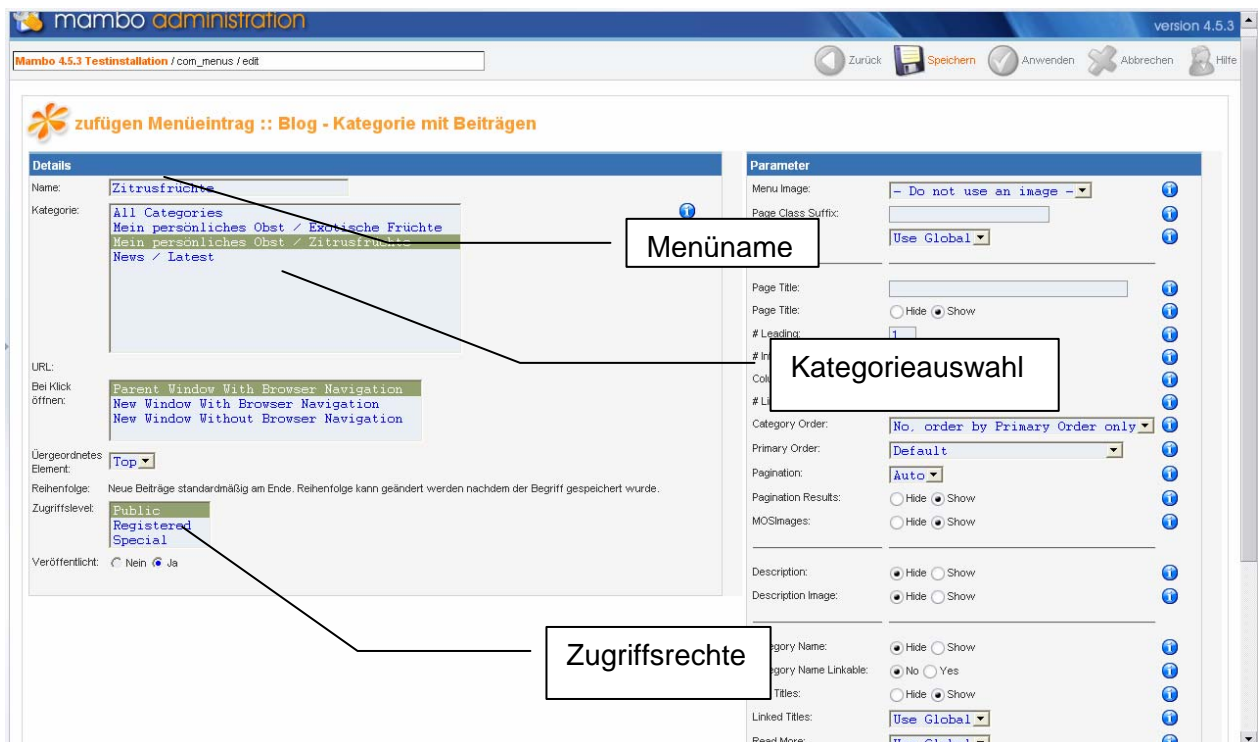 mambo administration
version 4.5.3
Mambo 4.5.3 Testinstallation / com_menus / edit
Zurück Speichern Anwenden Abbrechen Hilfe
zufügen Menüeintrag :: Blog - Kategorie mit Beiträgen
Details
Name: Zitrusfrüchte
Kategorie: All Categories
Mein persönliches Obst / Exotische Früchte
Mein persönliches Obst / Zitrusfrüchte
News / Latest
URL:
Bei Klick öffnen: Parent Window With Browser Navigation
New Window With Browser Navigation
New Window Without Browser Navigation
Üergeordnetes Element: Top
Reihenfolge: Neue Beiträge standardmäßig am Ende. Reihenfolge kann geändert werden nachdem der Begriff gespeichert wurde.
Zugriffslevel: Public
Registered
Special
Veröffentlicht: Nein Ja
Menüname
Kategorieauswahl
Zugriffsrechte
Parameter
Menu Image: - Do not use an image -
Page Class Suffix:
Use Global
Page Title:
Page Title: Hide Show
# Leading: 1
Category Order: No, order by Primary Order only
Primary Order: Default
Pagination: Auto
Pagination Results: Hide Show
MOSImages: Hide Show
Description: Hide Show
Description Image: Hide Show
egory Name: Hide Show
egory Name Linkable: No Yes
Titles: Hide Show
Linked Titles: Use Global
Read More: Use Global